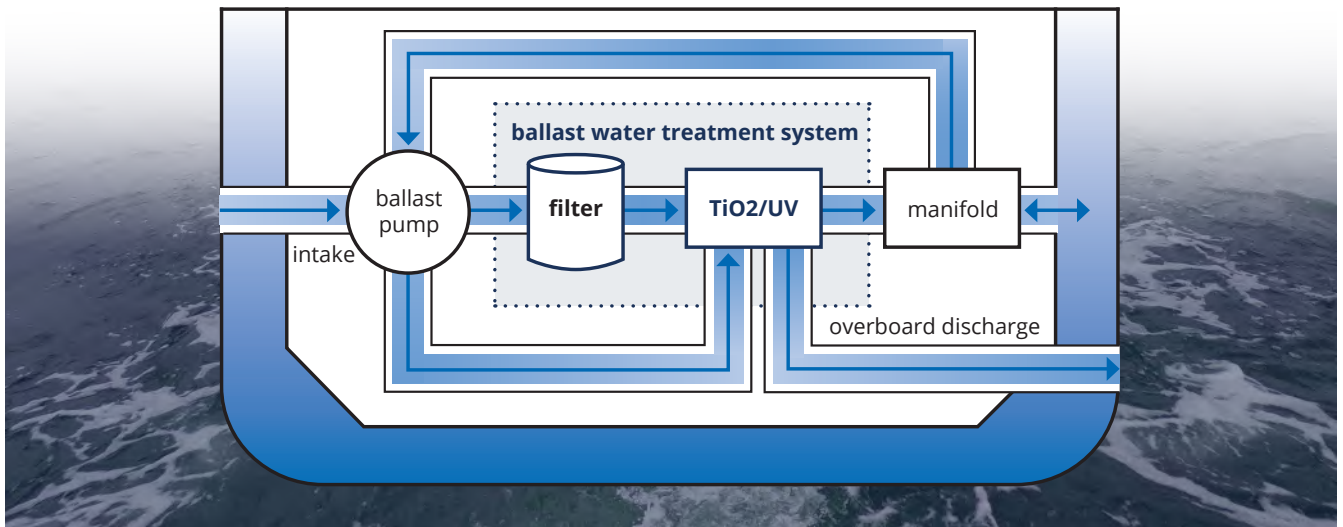 ballast water treatment system
ballast
pump
filter
TiO2/UV
manifold
intake
overboard discharge